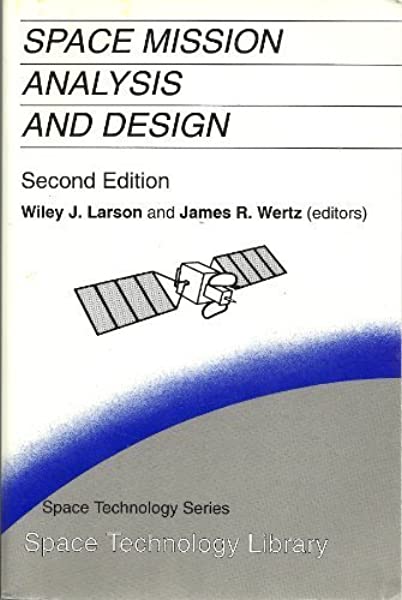 SPACE MISSION
ANALYSIS
AND DESIGN
Second Edition
Wiley J. Larson and James R. Wertz (editors)
Space Technology Series
Space Technology Library